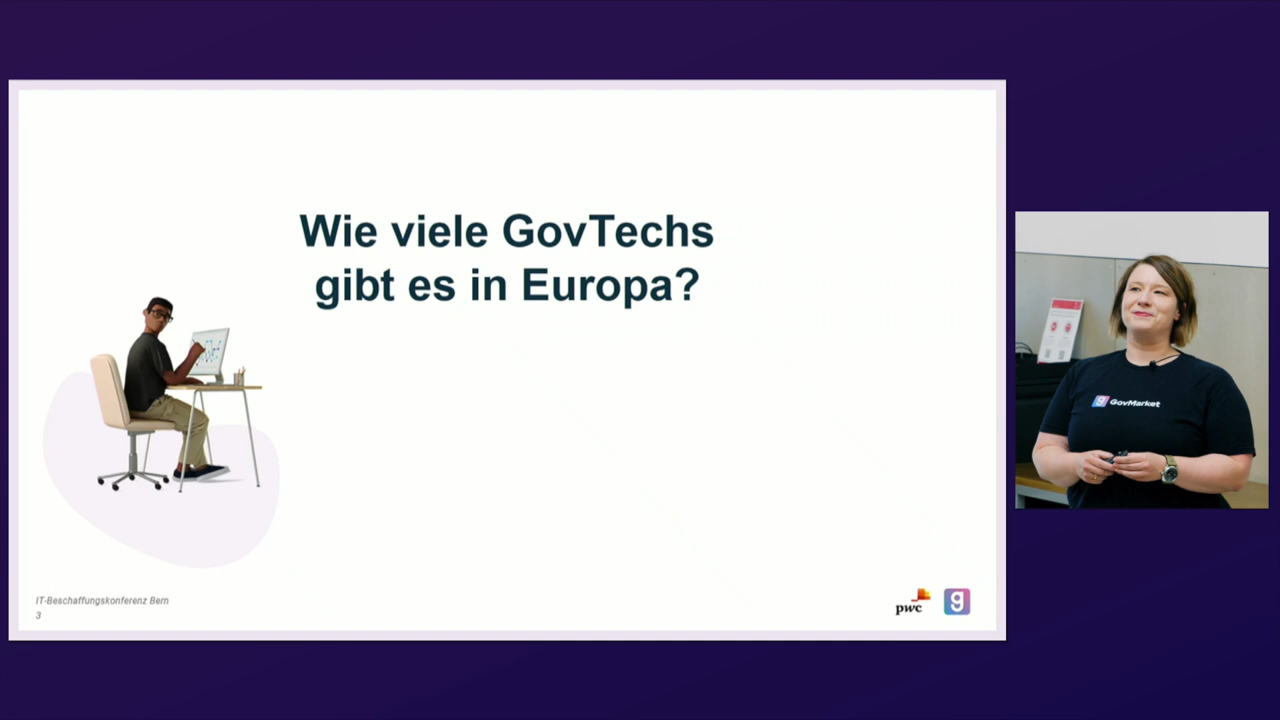 Wie viele GovTechs
gibt es in Europa?
IT-Beschaffungskonferenz Bern
3
pwc
g
g GovMarket